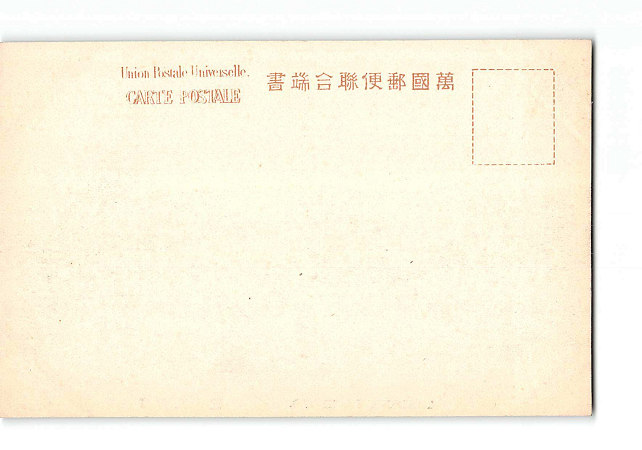 Union Postale Universelle.
CARTE POSTALE
書端合聯便郵國萬